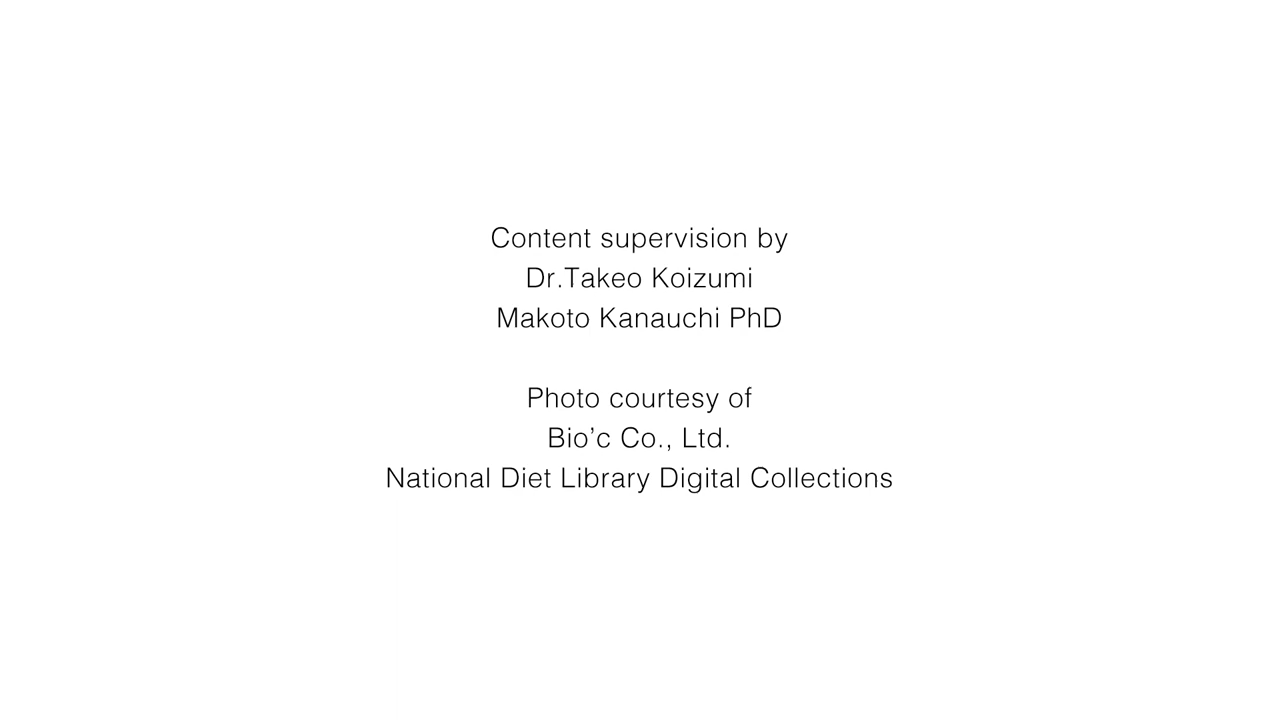 Content supervision by
Dr.Takeo Koizumi
Makoto Kanauchi PhD
Photo courtesy of
Bio’c Co., Ltd.
National Diet Library Digital Collections